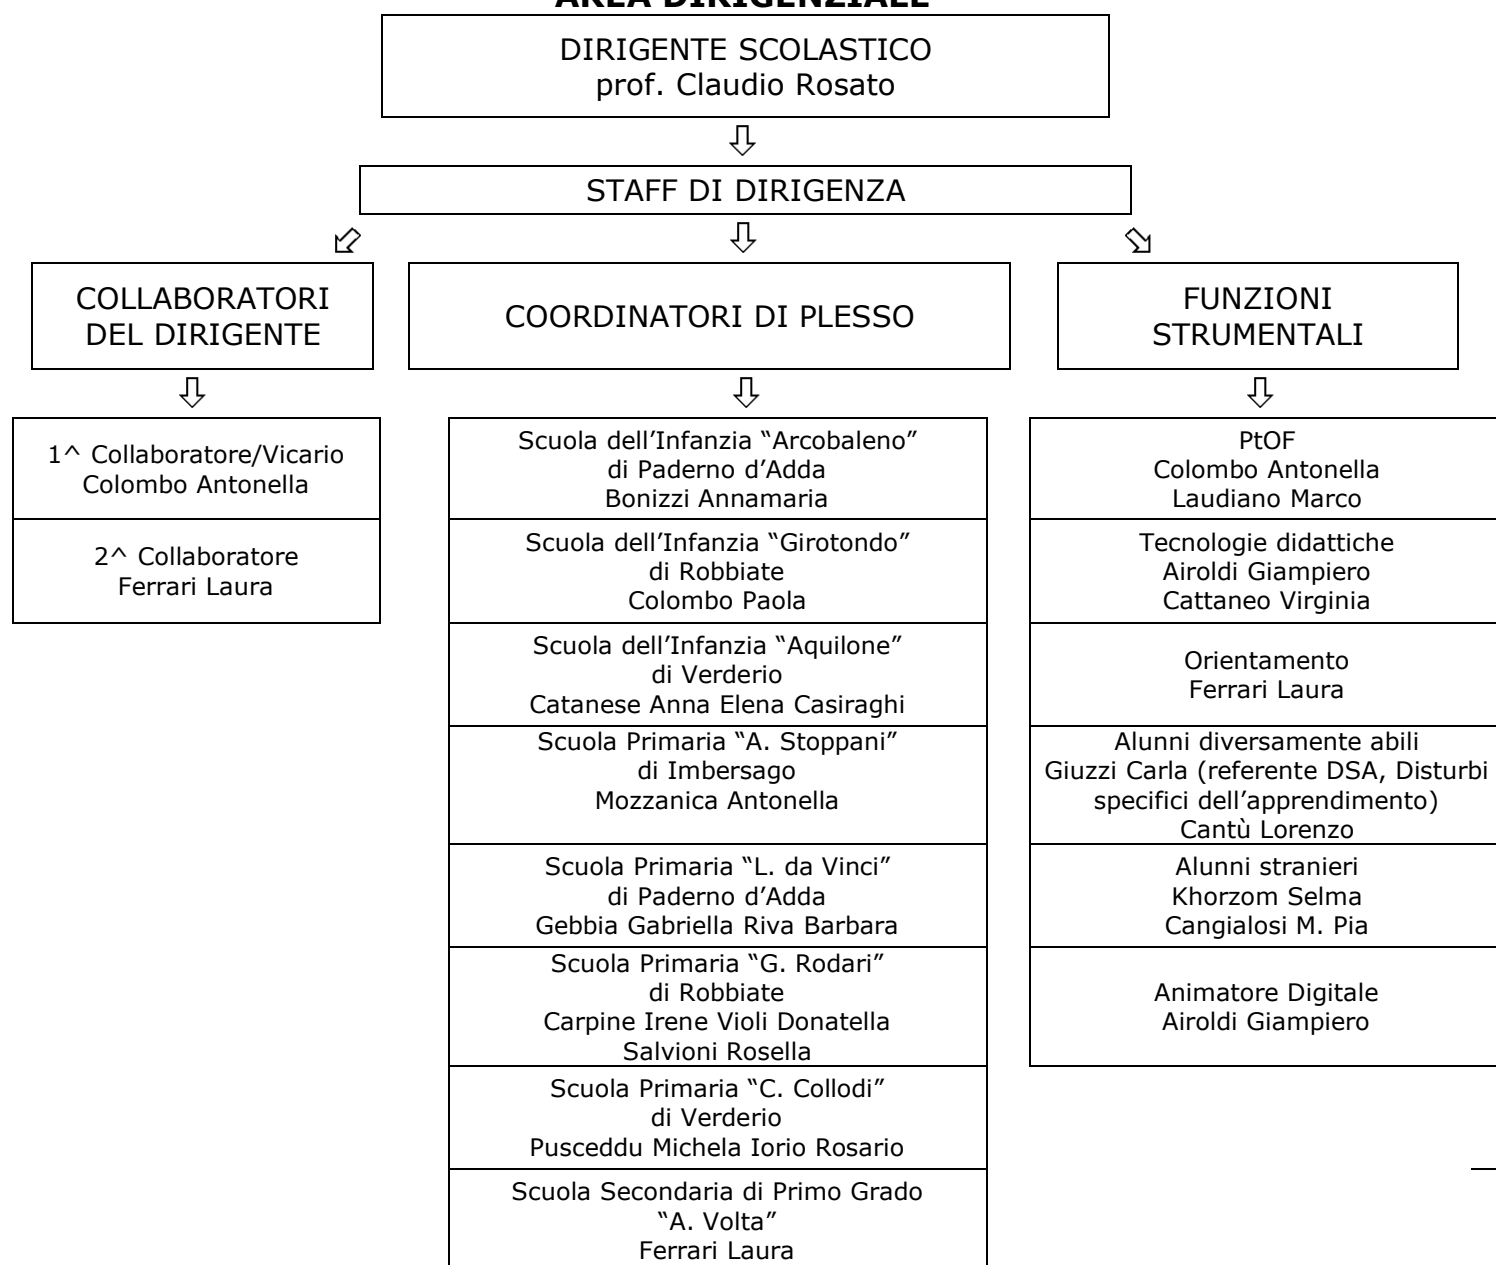 AREA DIRIGENZIALE
DIRIGENTE SCOLASTICO
prof. Claudio Rosato
STAFF DI DIRIGENZA
COLLABORATORI
DEL DIRIGENTE
COORDINATORI DI PLESSO
FUNZIONI
STRUMENTALI
1^ Collaboratore/Vicario
Colombo Antonella
2^ Collaboratore
Ferrari Laura
Scuola dell’Infanzia “Arcobaleno”
di Paderno d’Adda
Bonizzi Annamaria
Scuola dell’Infanzia “Girotondo”
di Robbiate
Colombo Paola
Scuola dell’Infanzia “Aquilone”
di Verderio
Catanese Anna Elena Casiraghi
Scuola Primaria “A. Stoppani”
di Imbersago
Mozzanica Antonella
Scuola Primaria “L. da Vinci”
di Paderno d’Adda
Gebbia Gabriella Riva Barbara
Scuola Primaria “G. Rodari”
di Robbiate
Carpine Irene Violi Donatella
Salvioni Rosella
Scuola Primaria “C. Collodi”
di Verderio
Pusceddu Michela Iorio Rosario
Scuola Secondaria di Primo Grado
“A. Volta”
Ferrari Laura
PtOF
Colombo Antonella
Laudiano Marco
Tecnologie didattiche
Airoldi Giampiero
Cattaneo Virginia
Orientamento
Ferrari Laura
Alunni diversamente abili
Giuzzi Carla (referente DSA, Disturbi
specifici dell’apprendimento)
Cantù Lorenzo
Alunni stranieri
Khorzom Selma
Cangialosi M. Pia
Animatore Digitale
Airoldi Giampiero